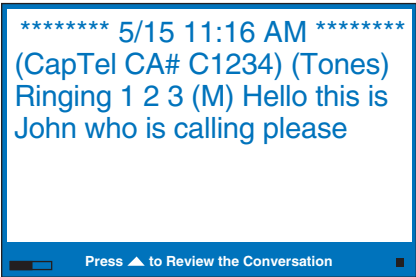 ******** 5/15 11:16 AM ********
(CapTel CA# C1234) (Tones)
Ringing 1 2 3 (M) Hello this is
John who is calling please
Press ▲ to Review the Conversation